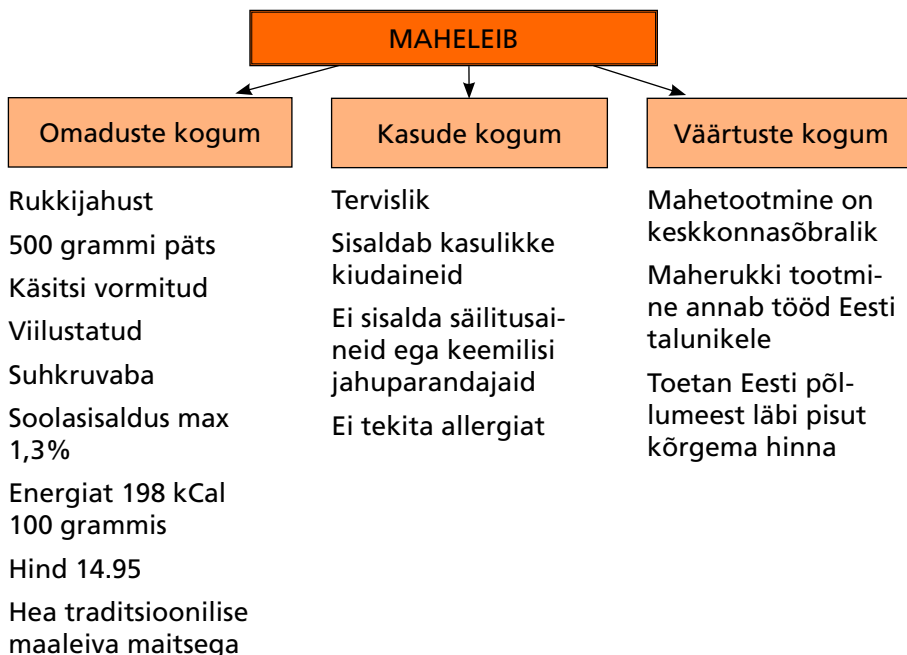 MAHELEIB
Omaduste kogum
Rukkijahust
500 grammi päts
Käsitsi vormitud
Viilustatud
Suhkruvaba
Soolasisaldus max
1,3%
Energiat 198 kCal
100 grammis
Hind 14.95
Hea traditsioonilise
maaleiva maitsega
Kasude kogum
Tervislik
Sisaldab kasulikke
kiudaineid
Ei sisalda säilitusai-
neid ega keemilisi
jahuparandajaid
Ei tekita allergiat
Väärtuste kogum
Mahetootmine on
keskkonnasõbralik
Maherukki tootmi-
ne annab tööd Eesti
talunikele
Toetan Eesti põl-
lumeest läbi pisut
kõrgema hinna